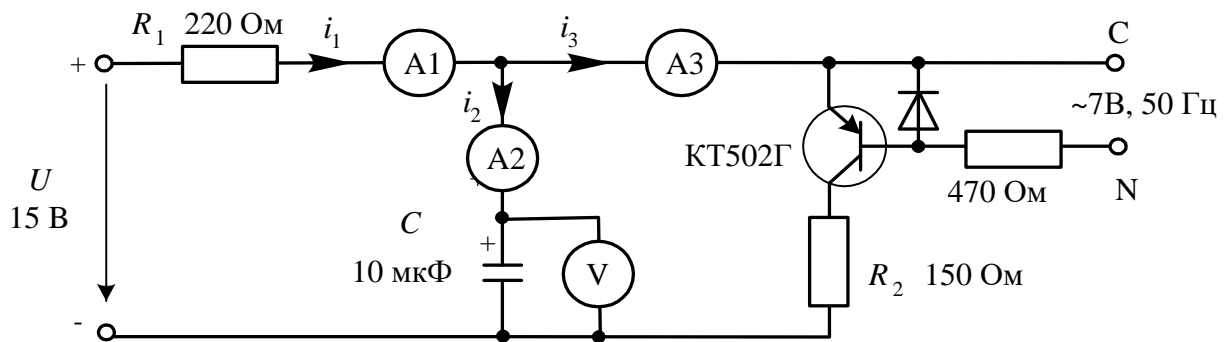 R1 220 Ом
i1
A1
i3
A3
C
+
i2
~7В, 50 Гц
A2
КТ502Г
470 Ом
N
U
15 В
C
10 мкФ
+
V
R2 150 Ом
-